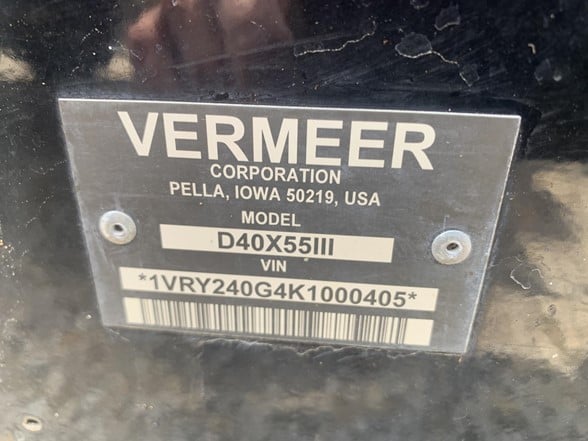 VERMEER
CORPORATION
PELLA, IOWA 50219, USA
MODEL
D40X55III
VIN
*1VRY240G4K1000405*